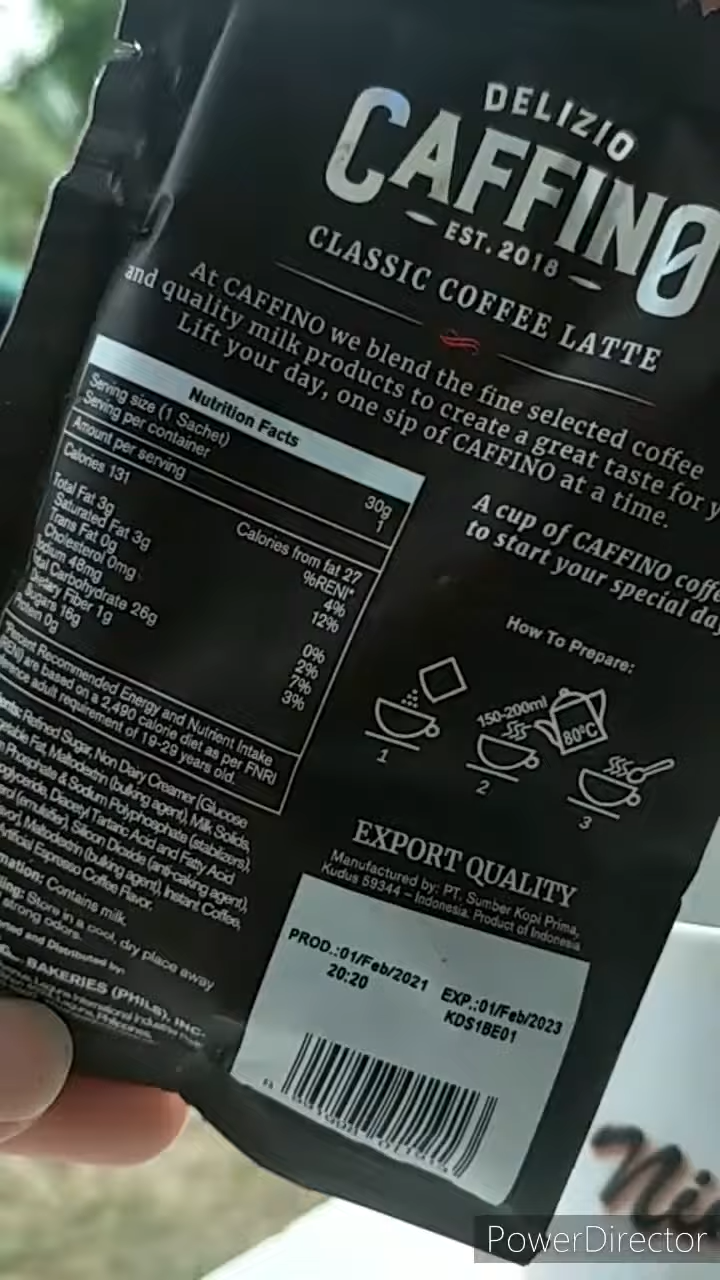 DELIZIO
CAFFINO
EST. 2018
CLASSIC COFFEE LATTE
At CAFFINO we blend the fine selected coffee
and quality milk products to create a great taste for y
Lift your day, one sip of CAFFINO at a time.
Nutrition Facts
Serving size (1 Sachet) 30g
Serving per container 1
Amount per serving
Calories 131 Calories from fat 27
%RENI*
Total Fat 3g 4%
Saturated Fat 3g 12%
Trans Fat 0g
Cholesterol 0mg 0%
Sodium 48mg 2%
Carbohydrate 26g 7%
Dietary Fiber 1g 3%
Sugars 16g
Protein 0g
Percent Recommended Energy and Nutrient Intake
(RENI) are based on a 2,490 calorie diet as per FNRI
adult requirement of 19-29 years old.
Refined Sugar, Non Dairy Creamer (Glucose
Fat, Maltodextrin (bulking agent), Milk Solids,
Phosphate & Sodium Polyphosphate (stabilizers),
Diacetyl Tartaric Acid and Fatty Acid
(emulsifier), Silicon Dioxide (anti-caking agent),
Maltodextrin (bulking agent), Instant Coffee,
Artificial Espresso Coffee Flavor.
Contains milk
Store in a cool, dry place away
strong odors.
and Distributed by:
BAKERIES (PHILS), INC.
A cup of CAFFINO coff
to start your special da
How To Prepare:
150-200ml
80°C
1
2
3
EXPORT QUALITY
Manufactured by: PT. Sumber Kopi Prima,
Kudus 59344 – Indonesia. Product of Indonesia
PROD.:01/Feb/2021
20:20
EXP.:01/Feb/2023
KDS1BE01
Ni
PowerDirector